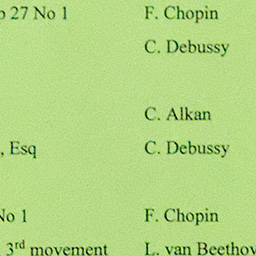 27 No 1 F. Chopin
C. Debussy
C. Alkan
, Esq C. Debussy
No 1 F. Chopin
3rd movement L. van Beethov